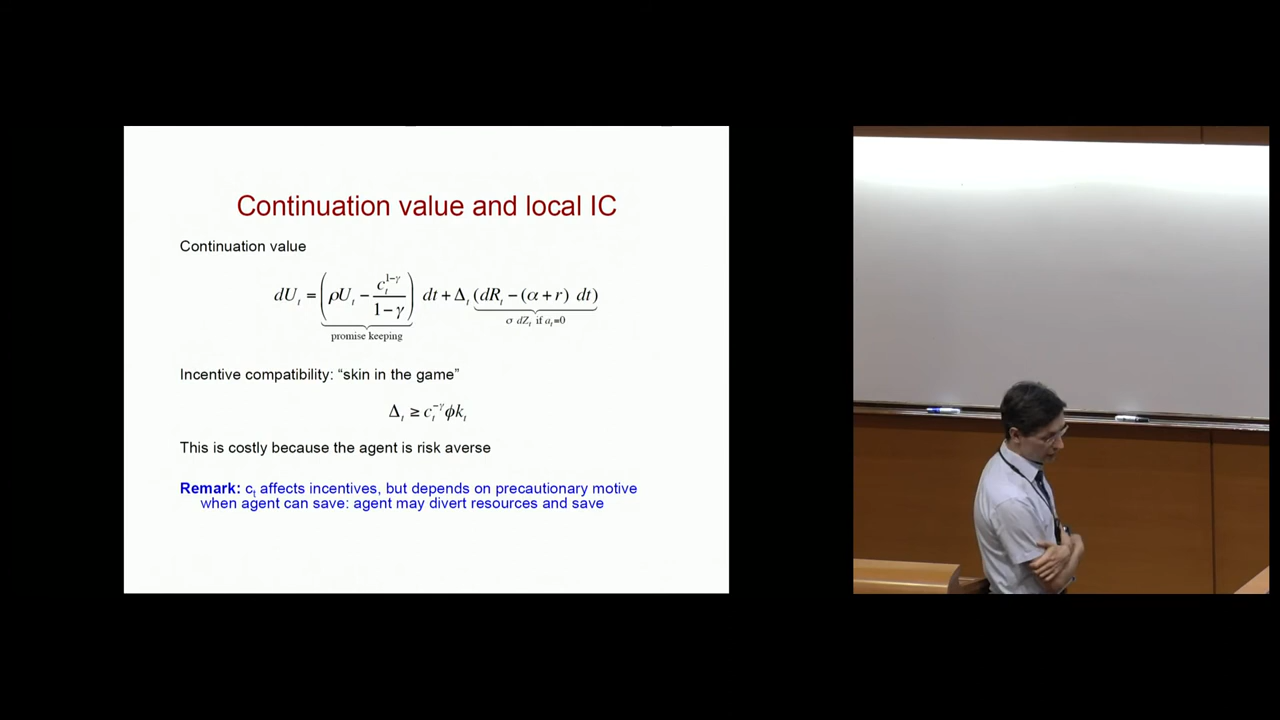 Continuation value and local IC
Continuation value
dU_t = (ρU_t − c_t^{1−γ}/(1−γ)) dt + Δ_t (dR_t − (α + r) dt)
promise keeping
σ dZ_t if a_t=0
Incentive compatibility: “skin in the game”
Δ_t ≥ c_t^{−γ} ϕk_t
This is costly because the agent is risk averse
Remark: c_t affects incentives, but depends on precautionary motive
when agent can save: agent may divert resources and save